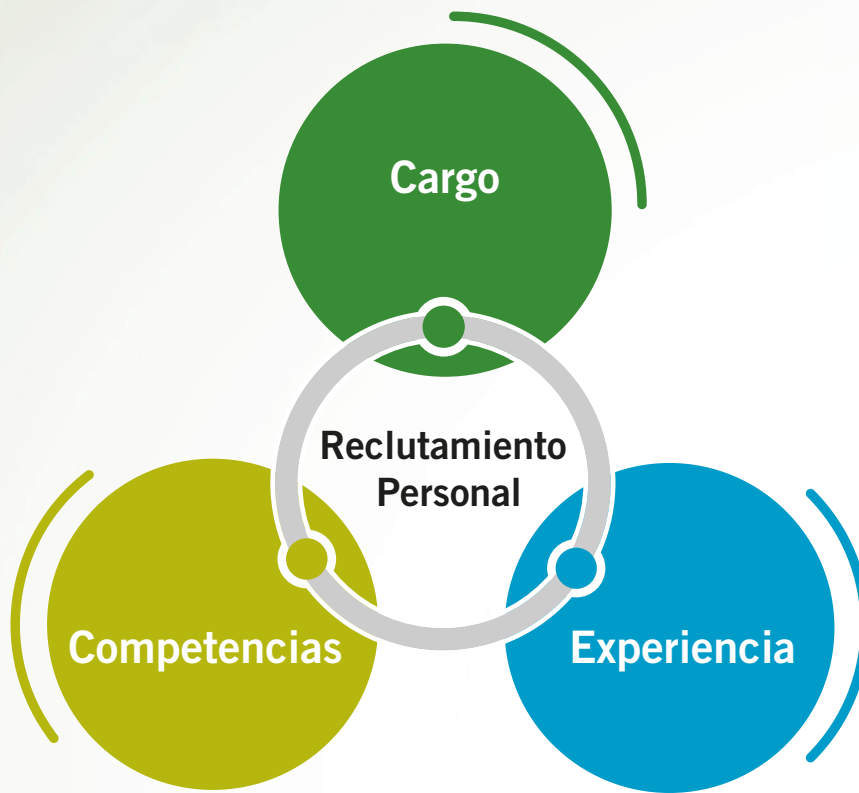 Cargo
Reclutamiento
Personal
Competencias
Experiencia